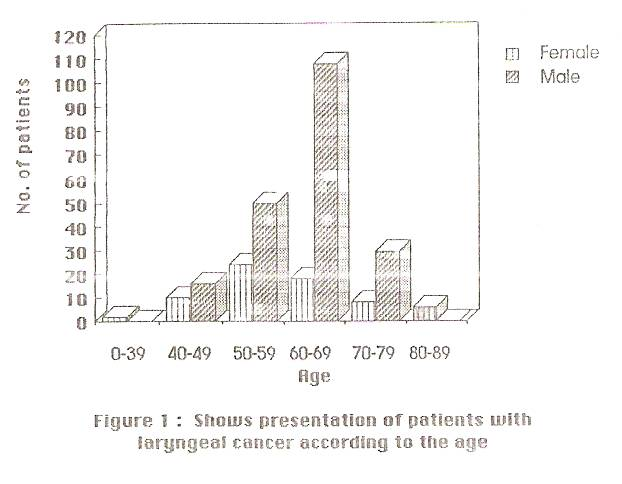 120
110
100
90
80
70
60
50
40
30
20
10
0
No. of patients
Female
Male
0-39 40-49 50-59 60-69 70-79 80-89
Age
Figure 1 : Shows presentation of patients with
laryngeal cancer according to the age